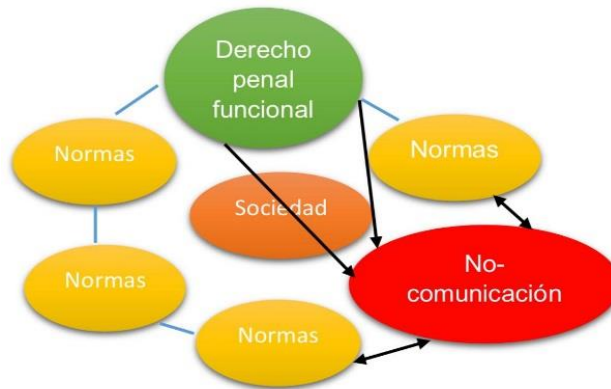 Derecho
penal
funcional
Normas
Normas
Sociedad
Normas
No-
comunicación
Normas